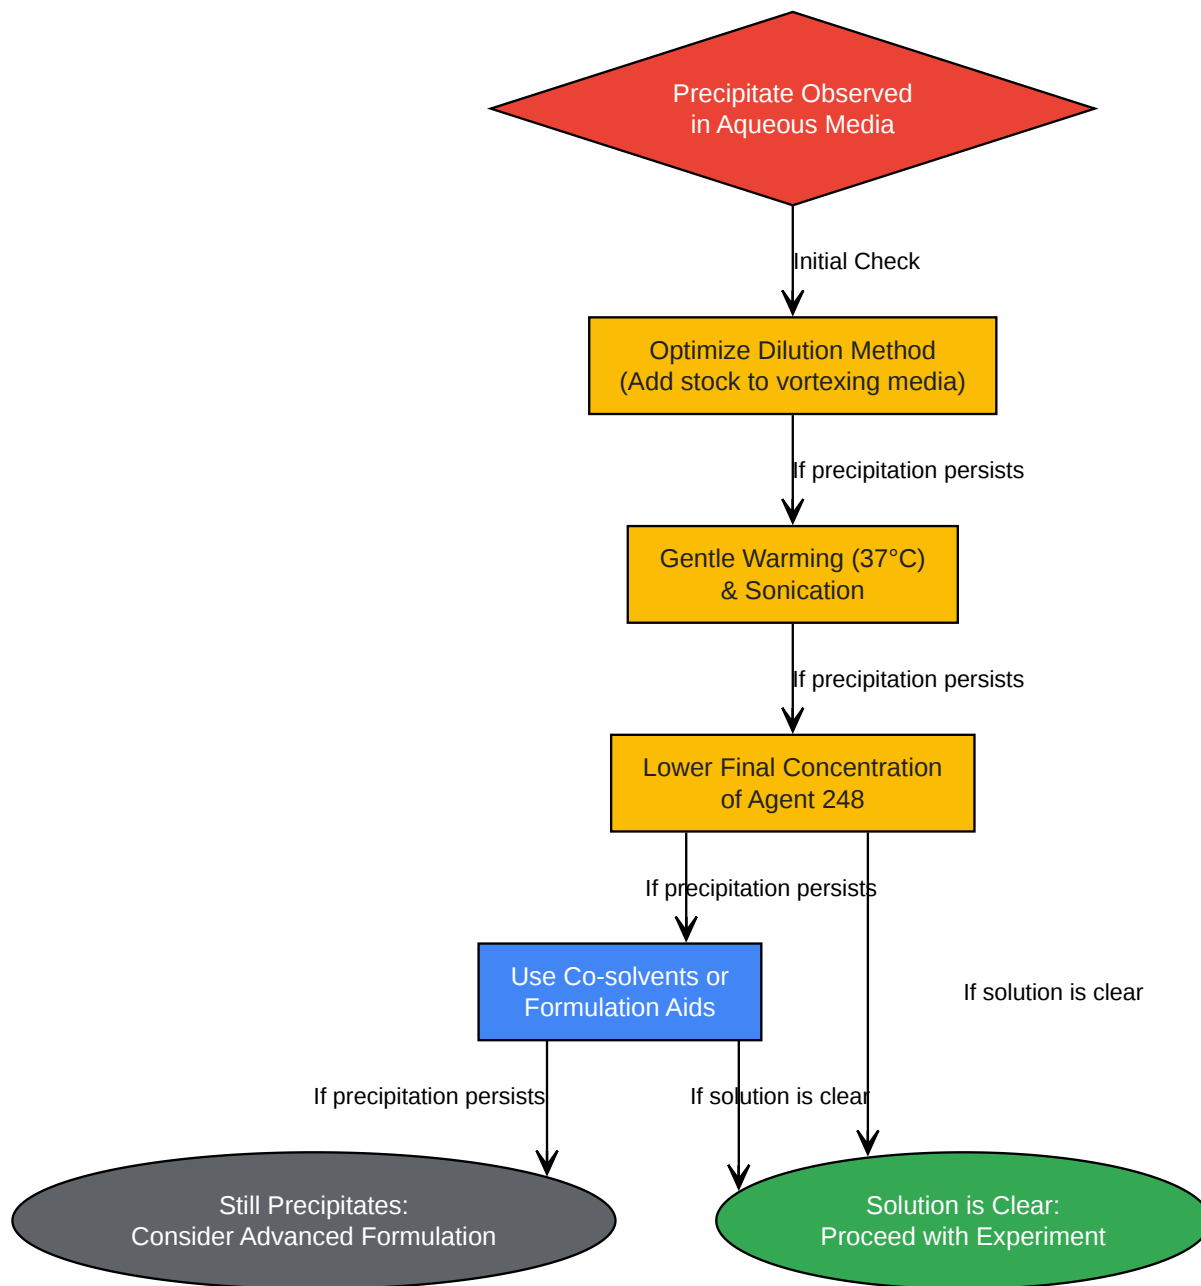 Precipitate Observed
in Aqueous Media
Initial Check
Optimize Dilution Method
(Add stock to vortexing media)
If precipitation persists
Gentle Warming (37°C)
& Sonication
If precipitation persists
Lower Final Concentration
of Agent 248
If precipitation persists
Use Co-solvents or
Formulation Aids
If solution is clear
If precipitation persists
If solution is clear
Still Precipitates:
Consider Advanced Formulation
Solution is Clear:
Proceed with Experiment